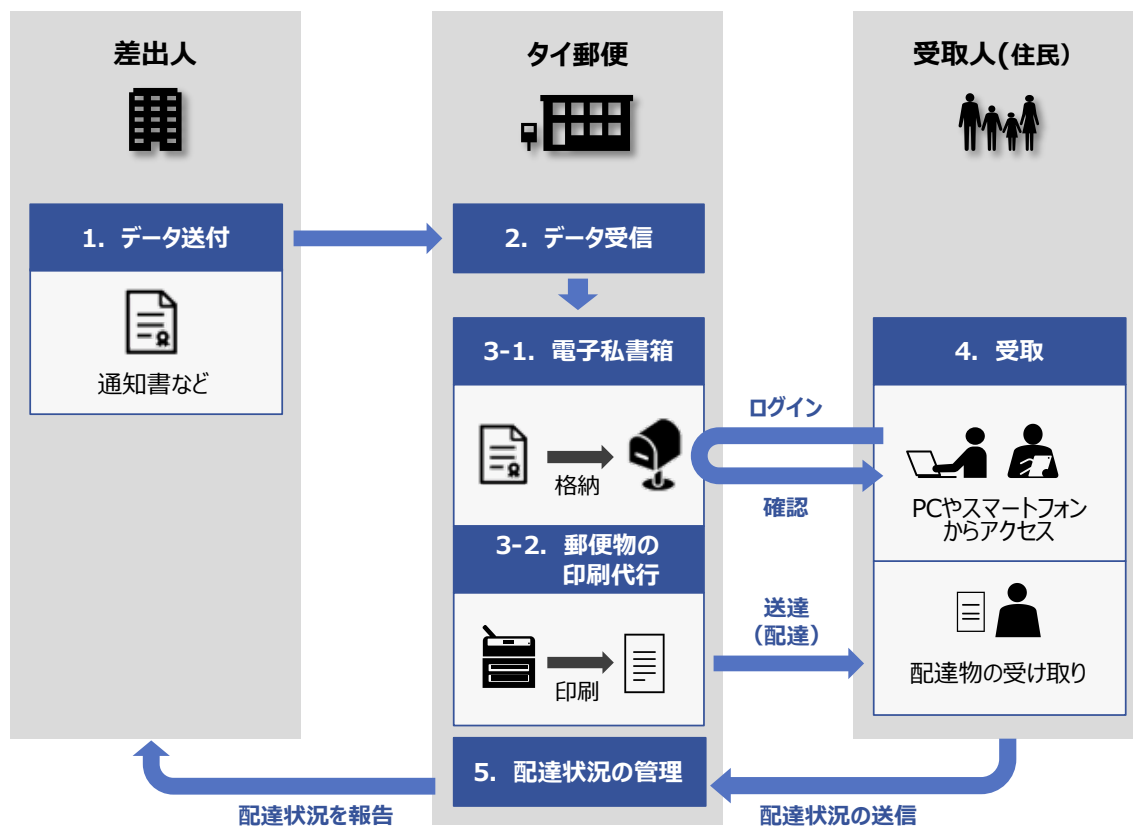 差出人
タイ郵便
受取人(住民)
1. データ送付
通知書など
2. データ受信
3-1. 電子私書箱
格納
3-2. 郵便物の
印刷代行
印刷
ログイン
確認
送達
（配達）
4. 受取
PCやスマートフォン
からアクセス
配達物の受け取り
5. 配達状況の管理
配達状況を報告
配達状況の送信